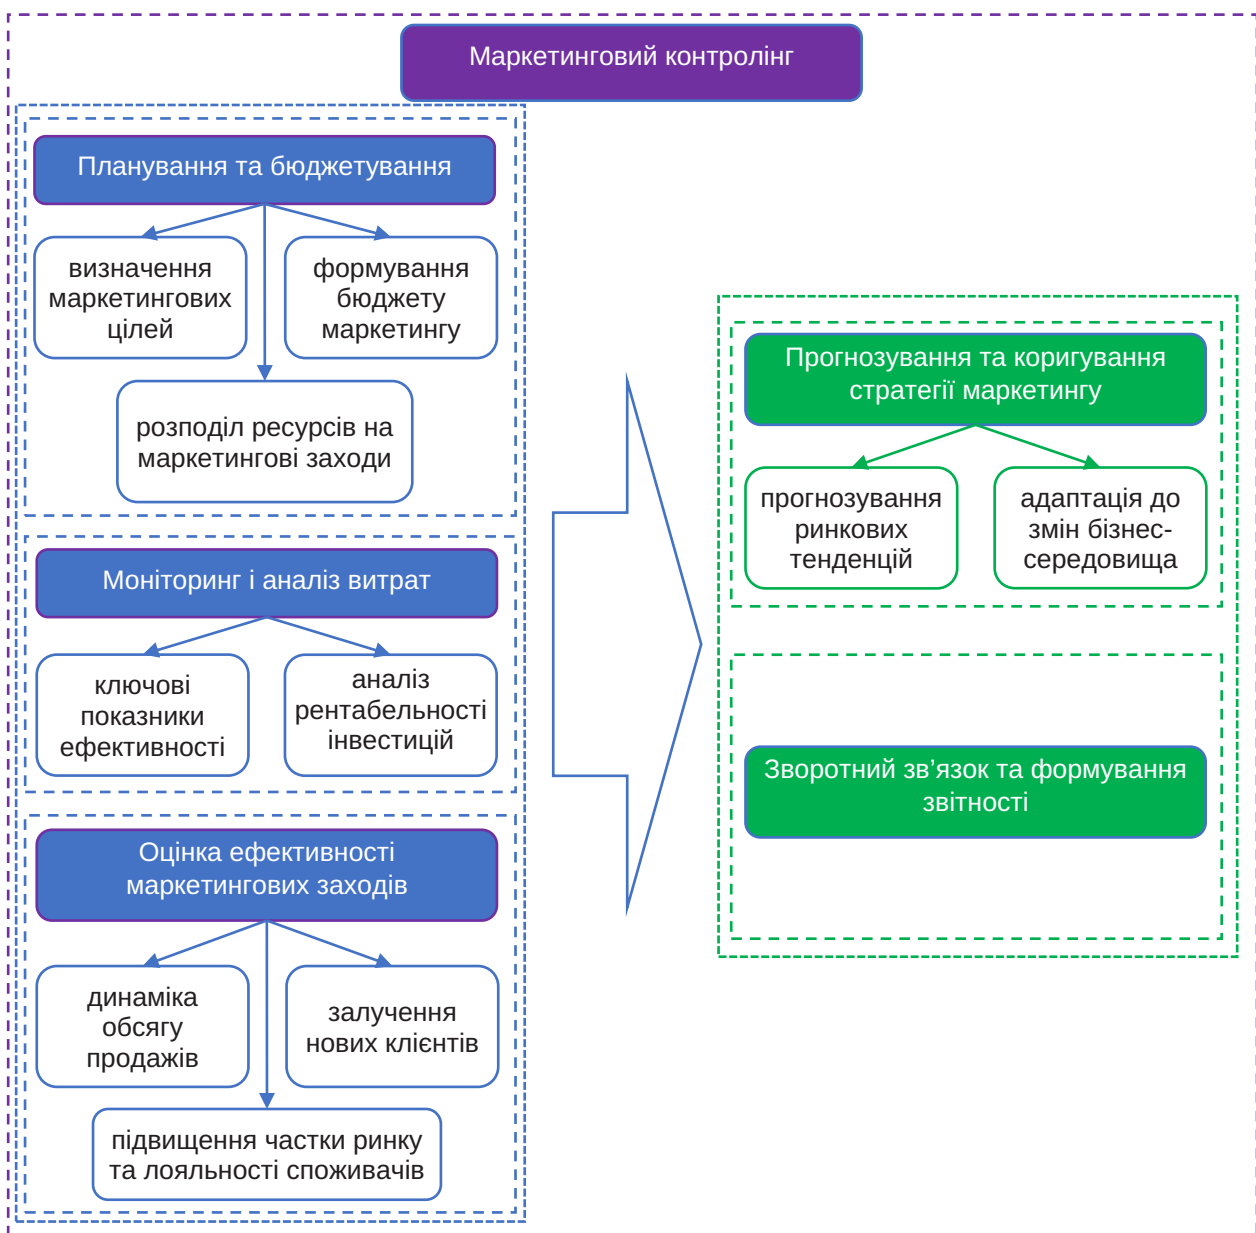 Маркетинговий контролінг
Планування та бюджетування
визначення
маркетингових
цілей
формування
бюджету
маркетингу
розподіл ресурсів на
маркетингові заходи
Моніторинг і аналіз витрат
ключові
показники
ефективності
аналіз
рентабельності
інвестицій
Оцінка ефективності
маркетингових заходів
динаміка
обсягу
продажів
залучення
нових клієнтів
підвищення частки ринку
та лояльності споживачів
Прогнозування та коригування
стратегії маркетингу
прогнозування
ринкових
тенденцій
адаптація до
змін бізнес-
середовища
Зворотний зв’язок та формування
звітності